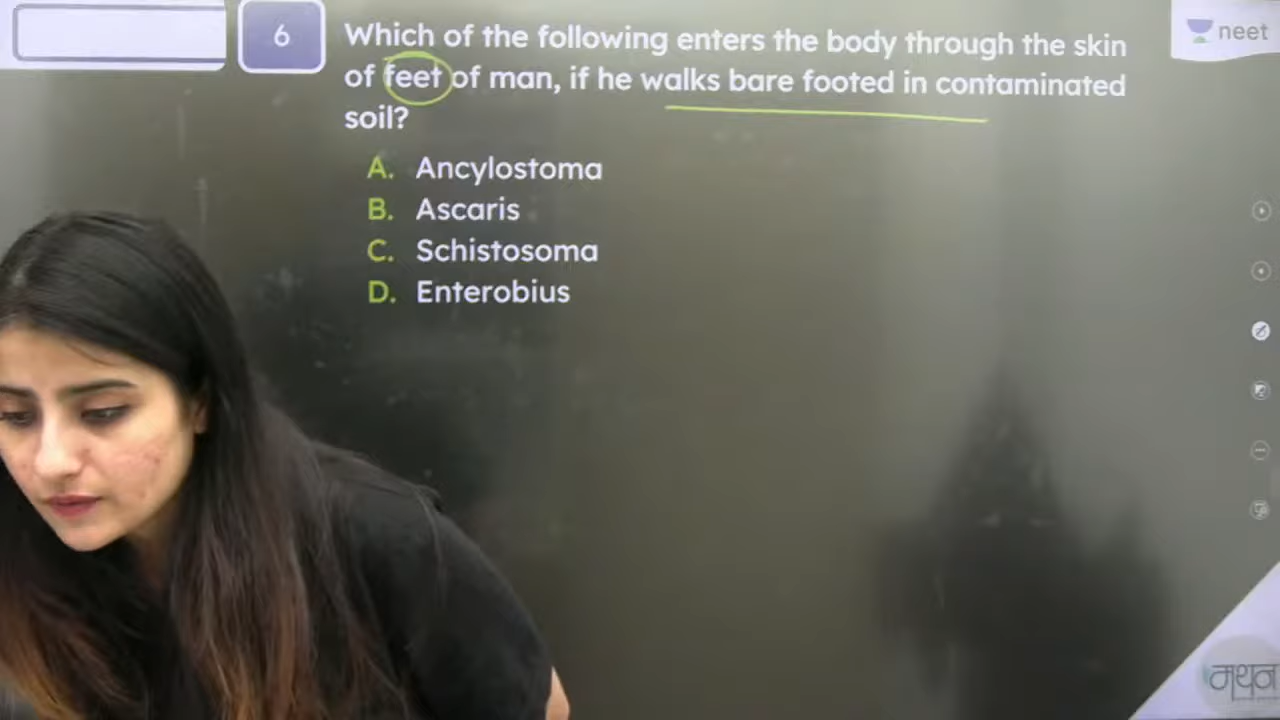 6
Which of the following enters the body through the skin
of feet of man, if he walks bare footed in contaminated
soil?
A. Ancylostoma
B. Ascaris
C. Schistosoma
D. Enterobius
neet
मंथन